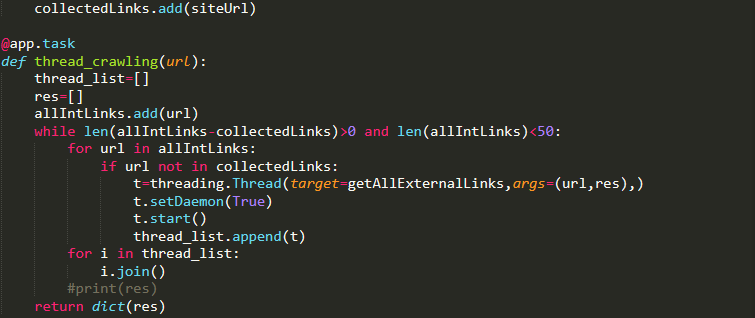 collectedLinks.add(siteUrl)
@app.task
def thread_crawling(url):
thread_list=[]
res=[]
allIntLinks.add(url)
while len(allIntLinks-collectedLinks)>0 and len(allIntLinks)<50:
for url in allIntLinks:
if url not in collectedLinks:
t=threading.Thread(target=getAllExternalLinks,args=(url,res),)
t.setDaemon(True)
t.start()
thread_list.append(t)
for i in thread_list:
i.join()
#print(res)
return dict(res)